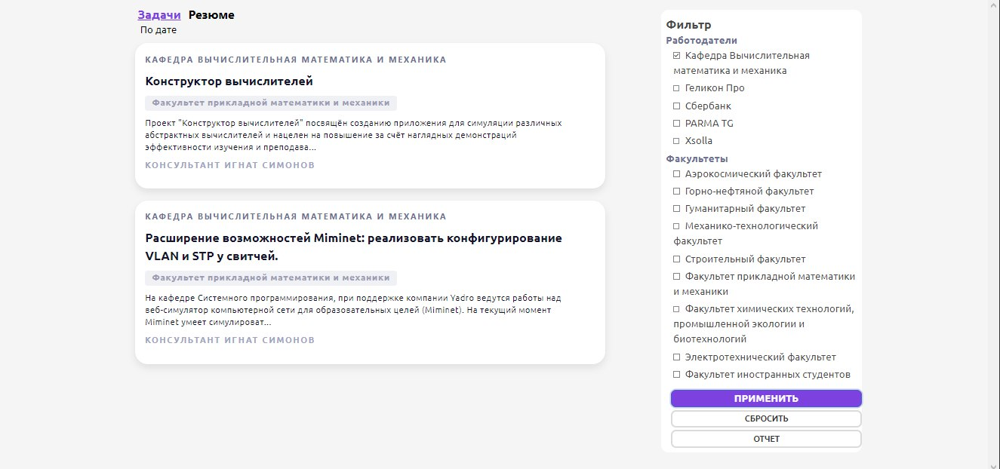 Задачи Резюме
По дате
КАФЕДРА ВЫЧИСЛИТЕЛЬНАЯ МАТЕМАТИКА И МЕХАНИКА
Конструктор вычислителей
Факультет прикладной математики и механики
Проект "Конструктор вычислителей" посвящён созданию приложения для симуляции различных
абстрактных вычислителей и нацелен на повышение за счёт наглядных демонстраций
эффективности изучения и преподава...
КОНСУЛЬТАНТ ИГНАТ СИМОНОВ
КАФЕДРА ВЫЧИСЛИТЕЛЬНАЯ МАТЕМАТИКА И МЕХАНИКА
Расширение возможностей Miminet: реализовать конфигурирование
VLAN и STP у свитчей.
Факультет прикладной математики и механики
На кафедре Системного программирования, при поддержке компании Yadro ведутся работы над
веб-симулятор компьютерной сети для образовательных целей (Miminet). На текущий момент
Miminet умеет симулироват...
КОНСУЛЬТАНТ ИГНАТ СИМОНОВ
Фильтр
Работодатели
Кафедра Вычислительная
математика и механика
Геликон Про
Сбербанк
PARMA TG
Xsolla
Факультеты
Аэрокосмический факультет
Горно-нефтяной факультет
Гуманитарный факультет
Механико-технологический
факультет
Строительный факультет
Факультет прикладной математики
и механики
Факультет химических технологий,
промышленной экологии и
биотехнологий
Электротехнический факультет
Факультет иностранных студентов
ПРИМЕНИТЬ
СБРОСИТЬ
ОТЧЕТ